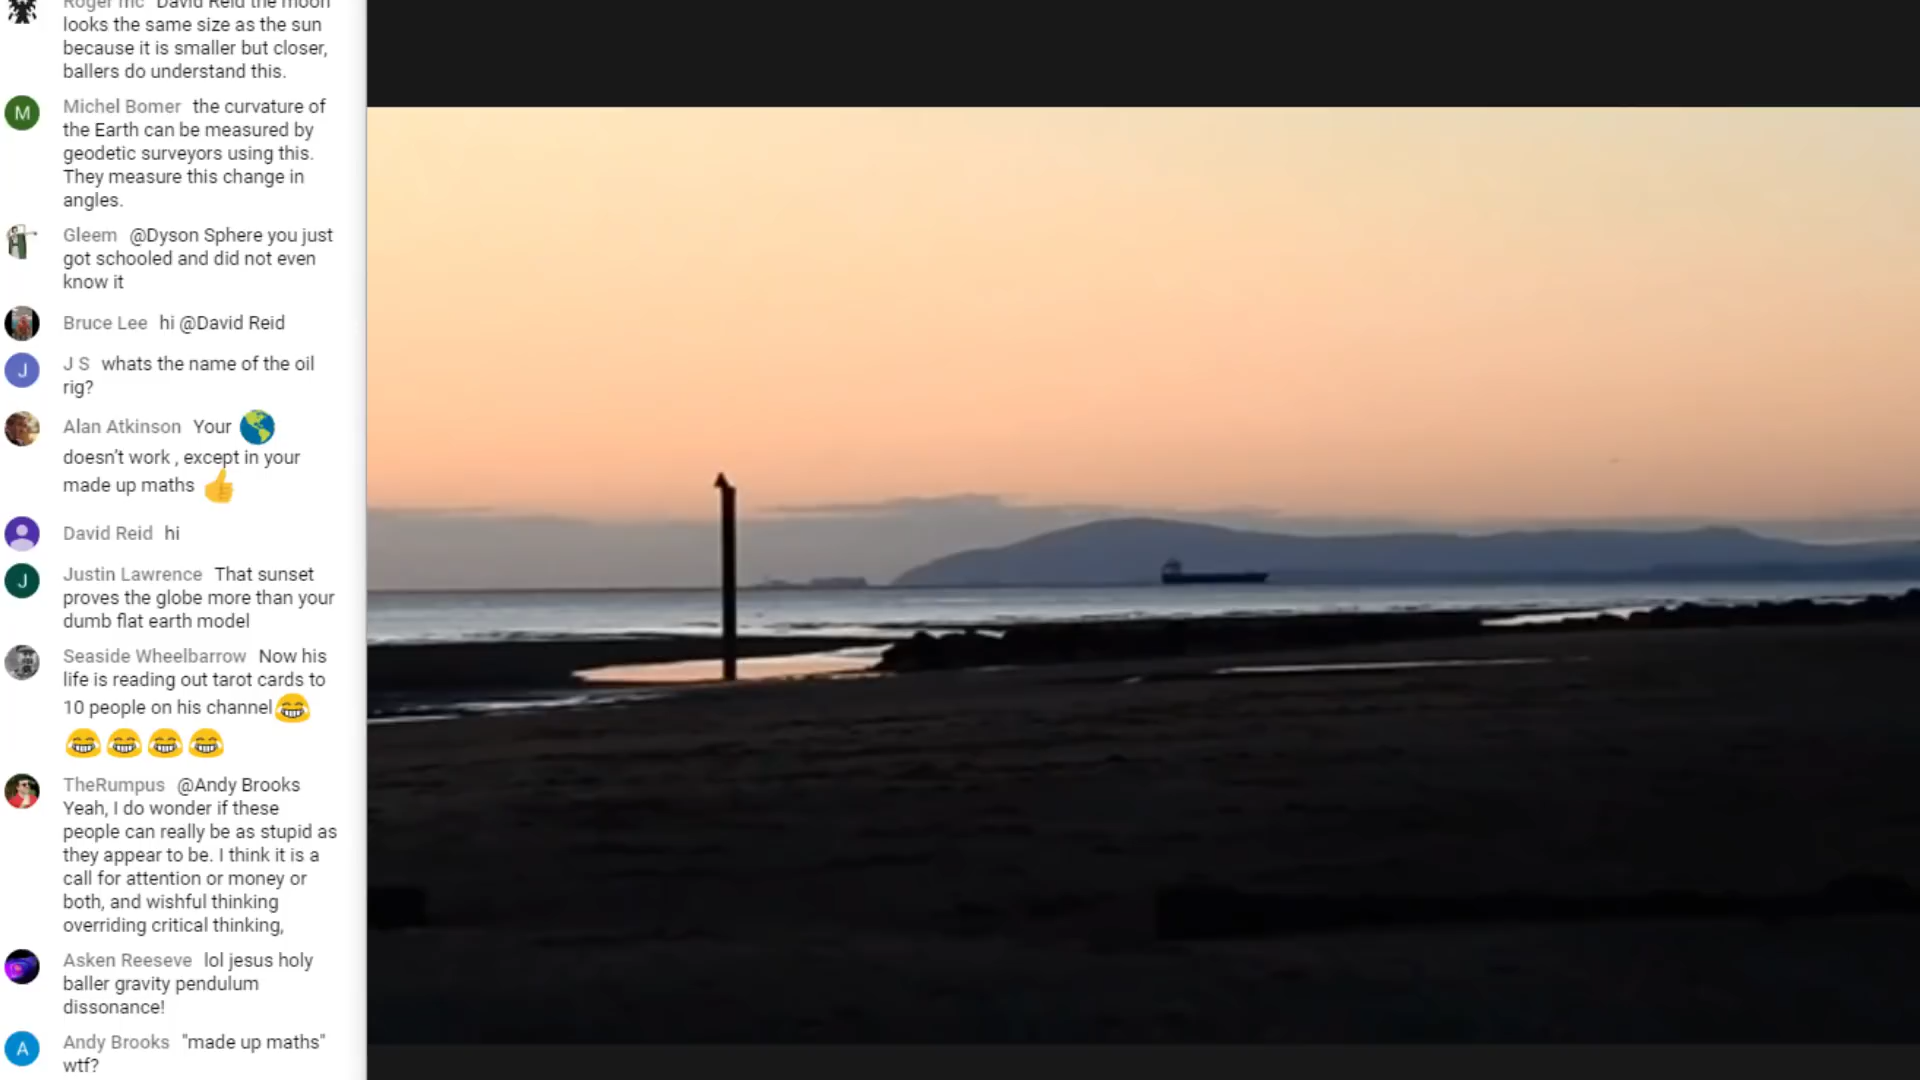 Roger mc David Reid the moon
looks the same size as the sun
because it is smaller but closer,
ballers do understand this.
M
Michel Bomer the curvature of
the Earth can be measured by
geodetic surveyors using this.
They measure this change in
angles.
Gleem @Dyson Sphere you just
got schooled and did not even
know it
Bruce Lee hi @David Reid
J
J S whats the name of the oil
rig?
Alan Atkinson Your 🌎
doesn't work , except in your
made up maths 👍
David Reid hi
J
Justin Lawrence That sunset
proves the globe more than your
dumb flat earth model
Seaside Wheelbarrow Now his
life is reading out tarot cards to
10 people on his channel😂
😂😂😂😂
TheRumpus @Andy Brooks
Yeah, I do wonder if these
people can really be as stupid as
they appear to be. I think it is a
call for attention or money or
both, and wishful thinking
overriding critical thinking,
Asken Reeseve lol jesus holy
baller gravity pendulum
dissonance!
A
Andy Brooks "made up maths"
wtf?